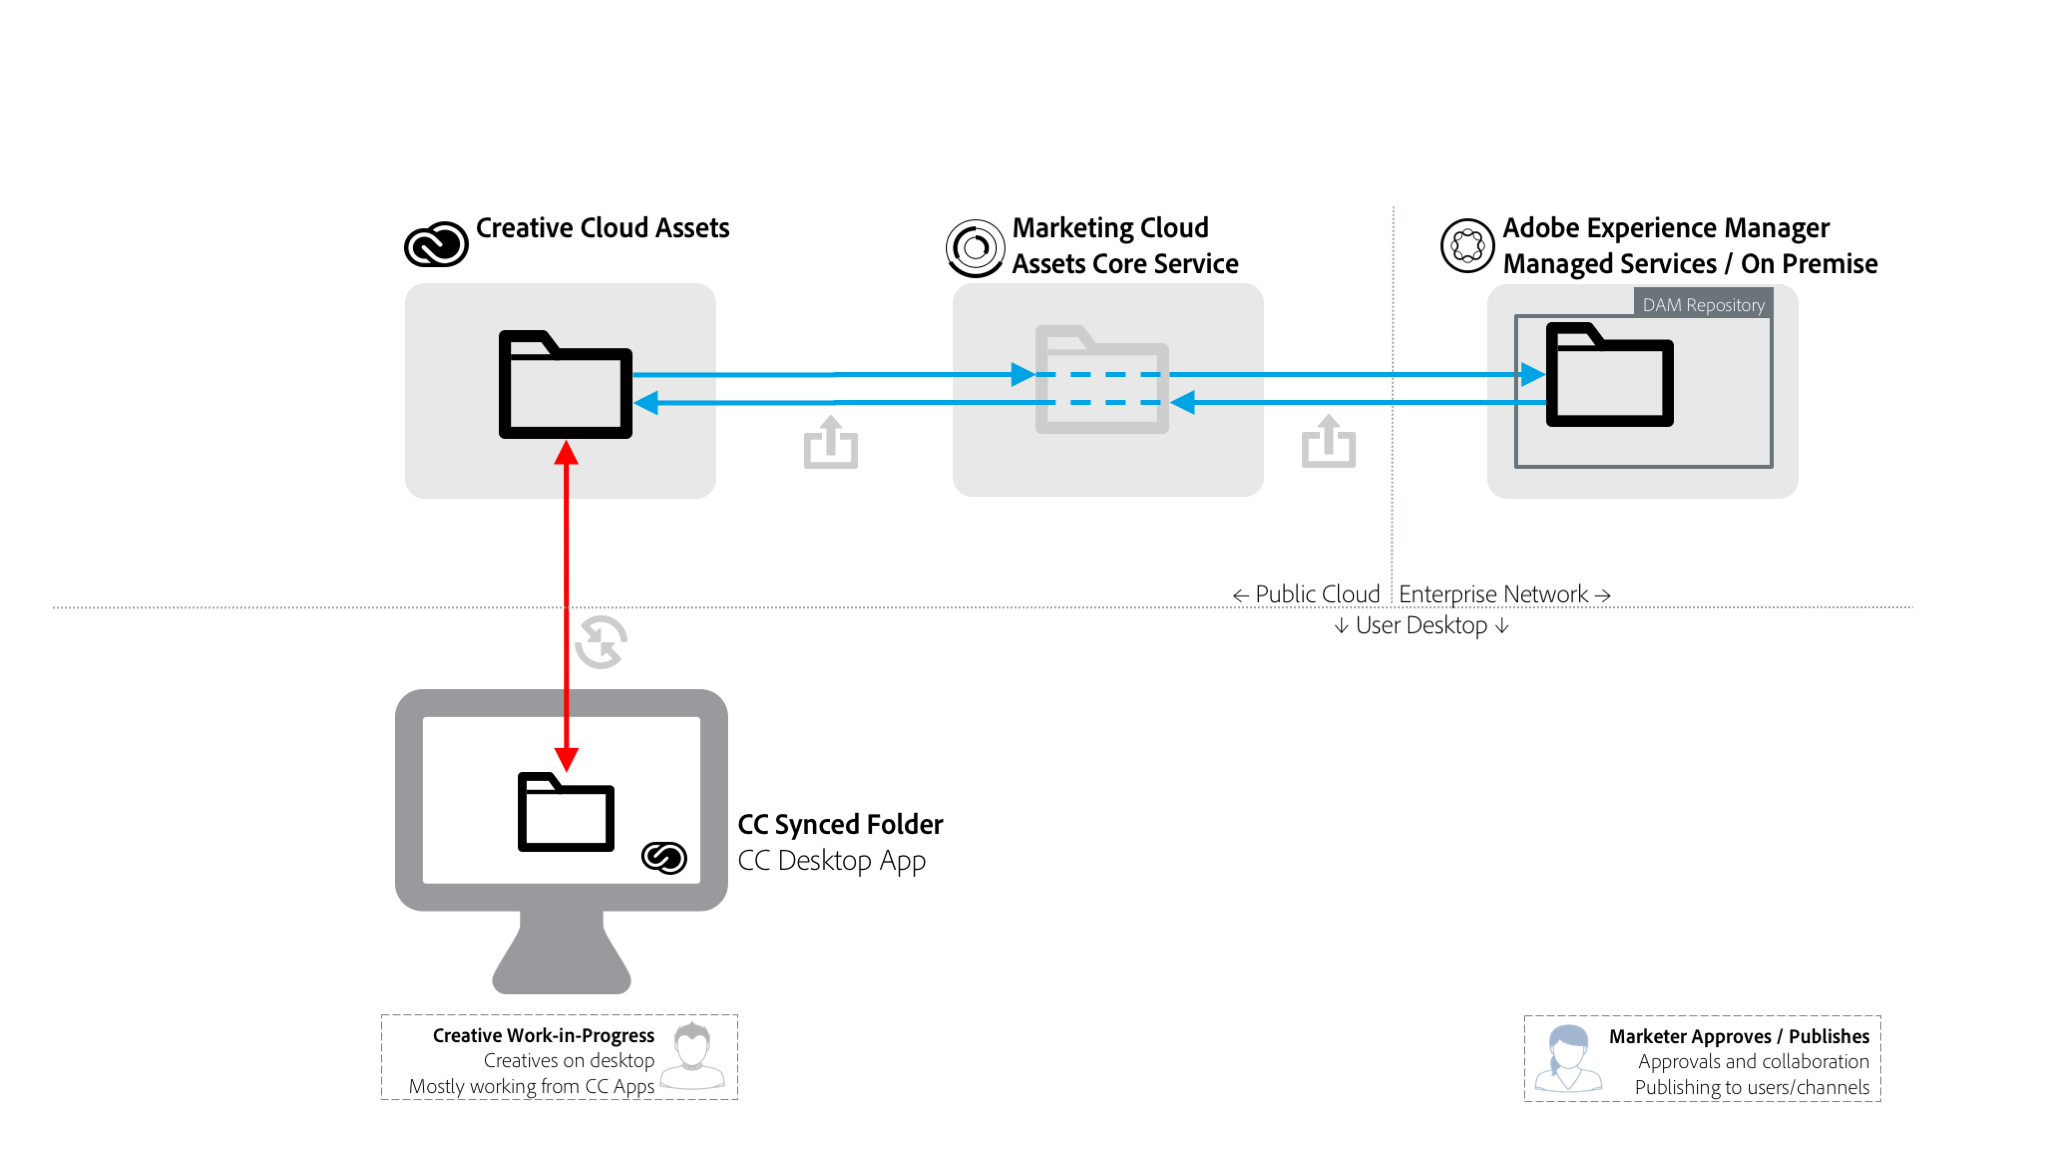 Creative Cloud Assets
Marketing Cloud
Assets Core Service
Adobe Experience Manager
Managed Services / On Premise
DAM Repository
← Public Cloud
Enterprise Network →
↓ User Desktop ↓
CC Synced Folder
CC Desktop App
Creative Work-in-Progress
Creatives on desktop
Mostly working from CC Apps
Marketer Approves / Publishes
Approvals and collaboration
Publishing to users/channels